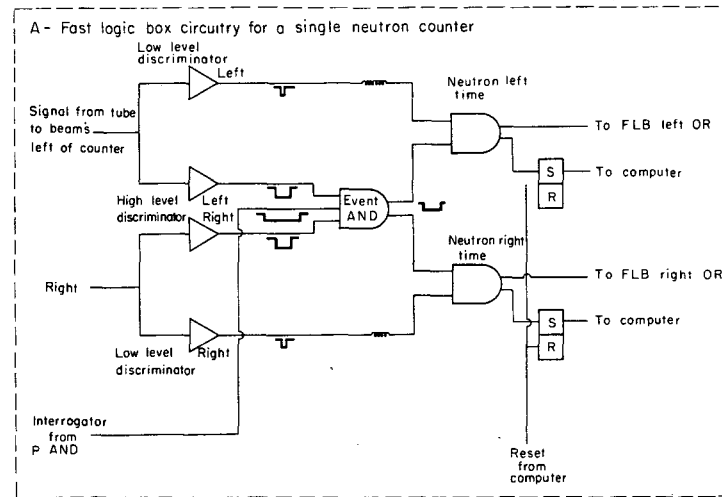 A- Fast logic box circuitry for a single neutron counter
Low level
discriminator
Left
Neutron left
time
Signal from tube
to beam's
left of counter
To FLB left OR
S
To computer
R
High level
discriminator
Left
Right
Event
AND
Neutron right
time
Right
To FLB right OR
S
To computer
R
Low level
discriminator
Right
Interrogator
from
P AND
Reset
from
computer